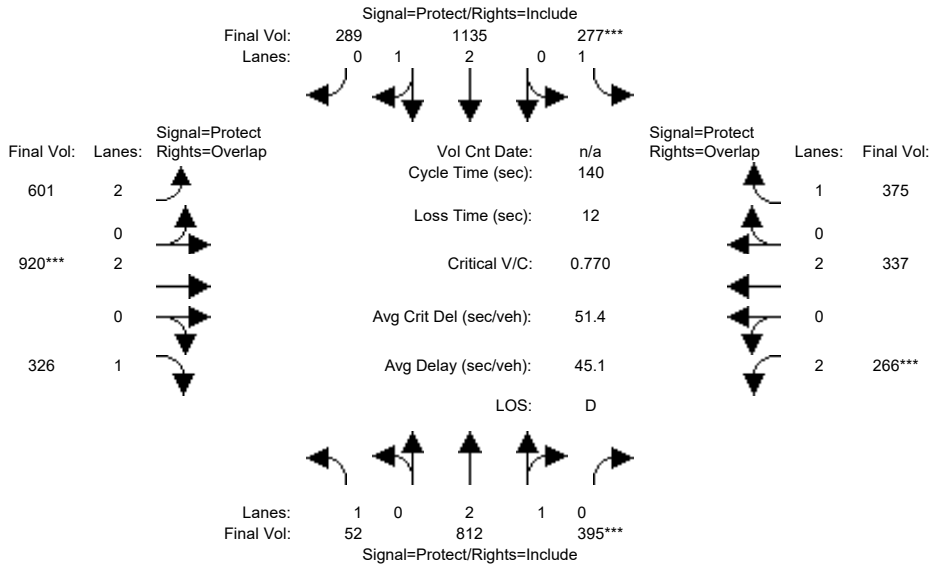 Signal=Protect/Rights=Include
Final Vol: 289 1135 277***
Lanes: 0 1 2 0 1
Signal=Protect Signal=Protect
Final Vol: Lanes: Rights=Overlap Vol Cnt Date: n/a Rights=Overlap Lanes: Final Vol:
Cycle Time (sec): 140
601 2 1 375
Loss Time (sec): 12
0 0
920*** 2 Critical V/C: 0.770 2 337
0 Avg Crit Del (sec/veh): 51.4 0
326 1 Avg Delay (sec/veh): 45.1 2 266***
LOS: D
Lanes: 1 0 2 1 0
Final Vol: 52 812 395***
Signal=Protect/Rights=Include